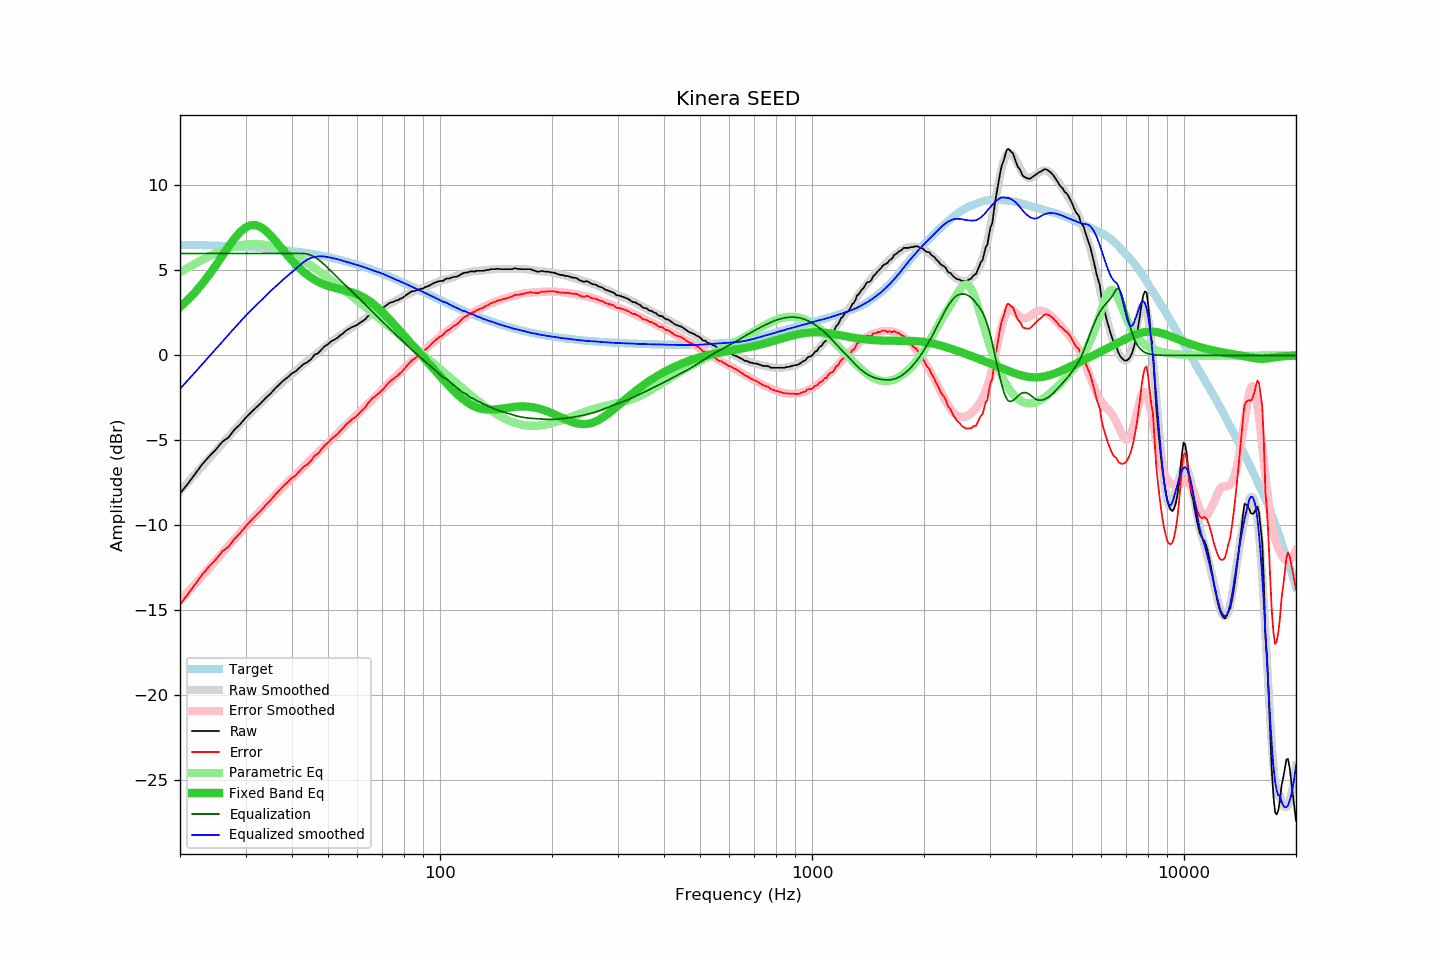 Kinera SEED
Amplitude (dBr)
10
5
0
−5
−10
−15
−20
−25
Target
Raw Smoothed
Error Smoothed
Raw
Error
Parametric Eq
Fixed Band Eq
Equalization
Equalized smoothed
100
1000
10000
Frequency (Hz)